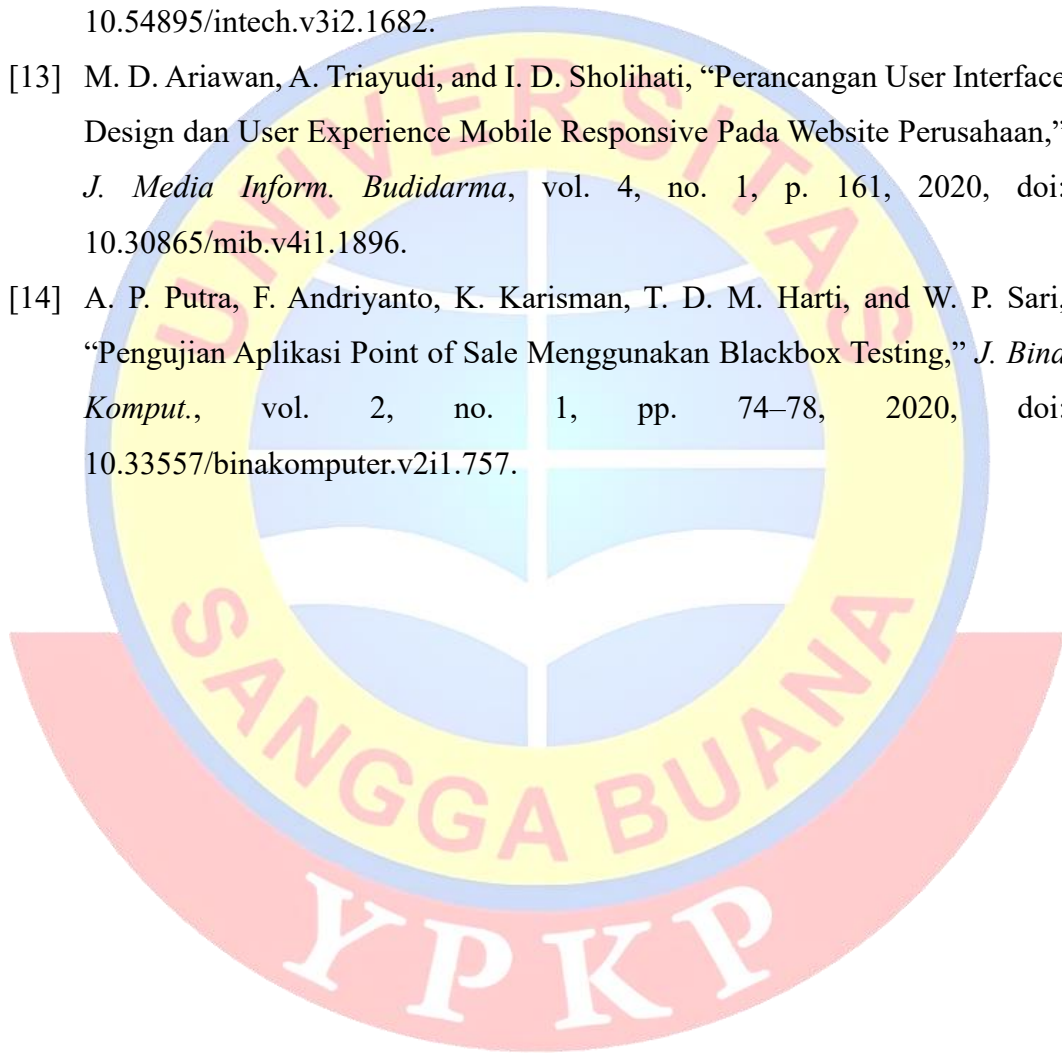 10.54895/intech.v3i2.1682.
[13] M. D. Ariawan, A. Triayudi, and I. D. Sholihati, “Perancangan User Interface
Design dan User Experience Mobile Responsive Pada Website Perusahaan,”
J. Media Inform. Budidarma, vol. 4, no. 1, p. 161, 2020, doi:
10.30865/mib.v4i1.1896.
[14] A. P. Putra, F. Andriyanto, K. Karisman, T. D. M. Harti, and W. P. Sari,
“Pengujian Aplikasi Point of Sale Menggunakan Blackbox Testing,” J. Bina
Komput., vol. 2, no. 1, pp. 74–78, 2020, doi:
10.33557/binakomputer.v2i1.757.
UNIVERSITAS
SANGGA BUANA
YPKP